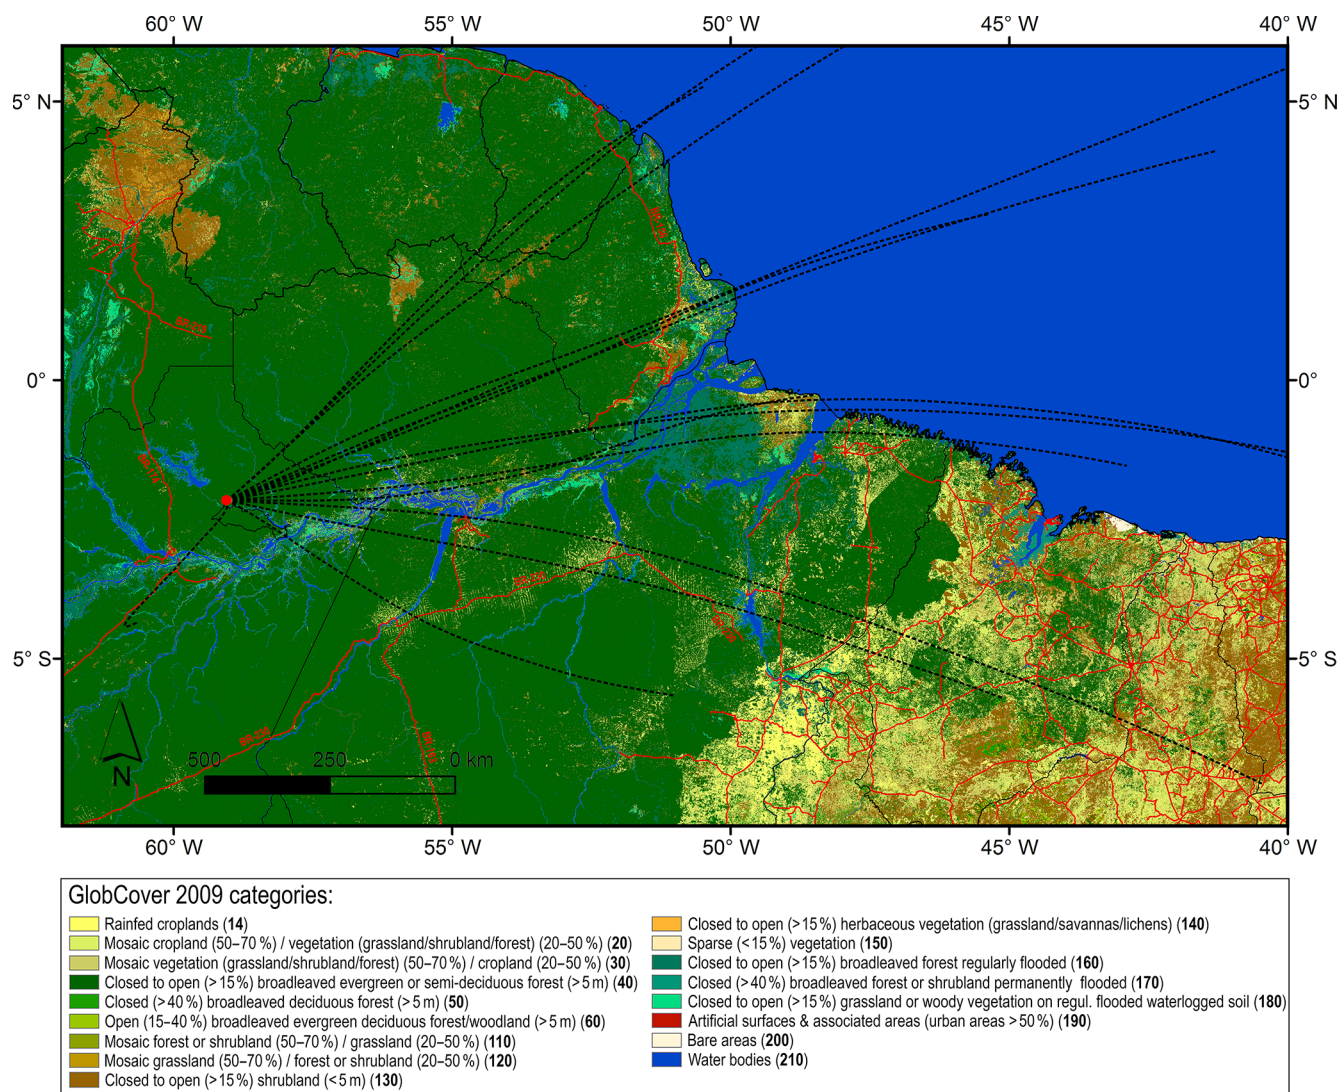 60° W 55° W 50° W 45° W 40° W
5° N 5° N
BR-210
0° 0°
BR-174
BR-230
5° S 5° S
BR-230
500 250 0 km
N
60° W 55° W 50° W 45° W 40° W
GlobCover 2009 categories:
Rainfed croplands (14)
Mosaic cropland (50–70 %) / vegetation (grassland/shrubland/forest) (20–50 %) (20)
Mosaic vegetation (grassland/shrubland/forest) (50–70 %) / cropland (20–50 %) (30)
Closed to open (>15 %) broadleaved evergreen or semi-deciduous forest (>5 m) (40)
Closed (>40 %) broadleaved deciduous forest (>5 m) (50)
Open (15–40 %) broadleaved evergreen deciduous forest/woodland (>5 m) (60)
Mosaic forest or shrubland (50–70 %) / grassland (20–50 %) (110)
Mosaic grassland (50–70 %) / forest or shrubland (20–50 %) (120)
Closed to open (>15 %) shrubland (<5 m) (130)
Closed to open (>15 %) herbaceous vegetation (grassland/savannas/lichens) (140)
Sparse (<15 %) vegetation (150)
Closed to open (>15 %) broadleaved forest regularly flooded (160)
Closed (>40 %) broadleaved forest or shrubland permanently flooded (170)
Closed to open (>15 %) grassland or woody vegetation on regul. flooded waterlogged soil (180)
Artificial surfaces & associated areas (urban areas >50 %) (190)
Bare areas (200)
Water bodies (210)